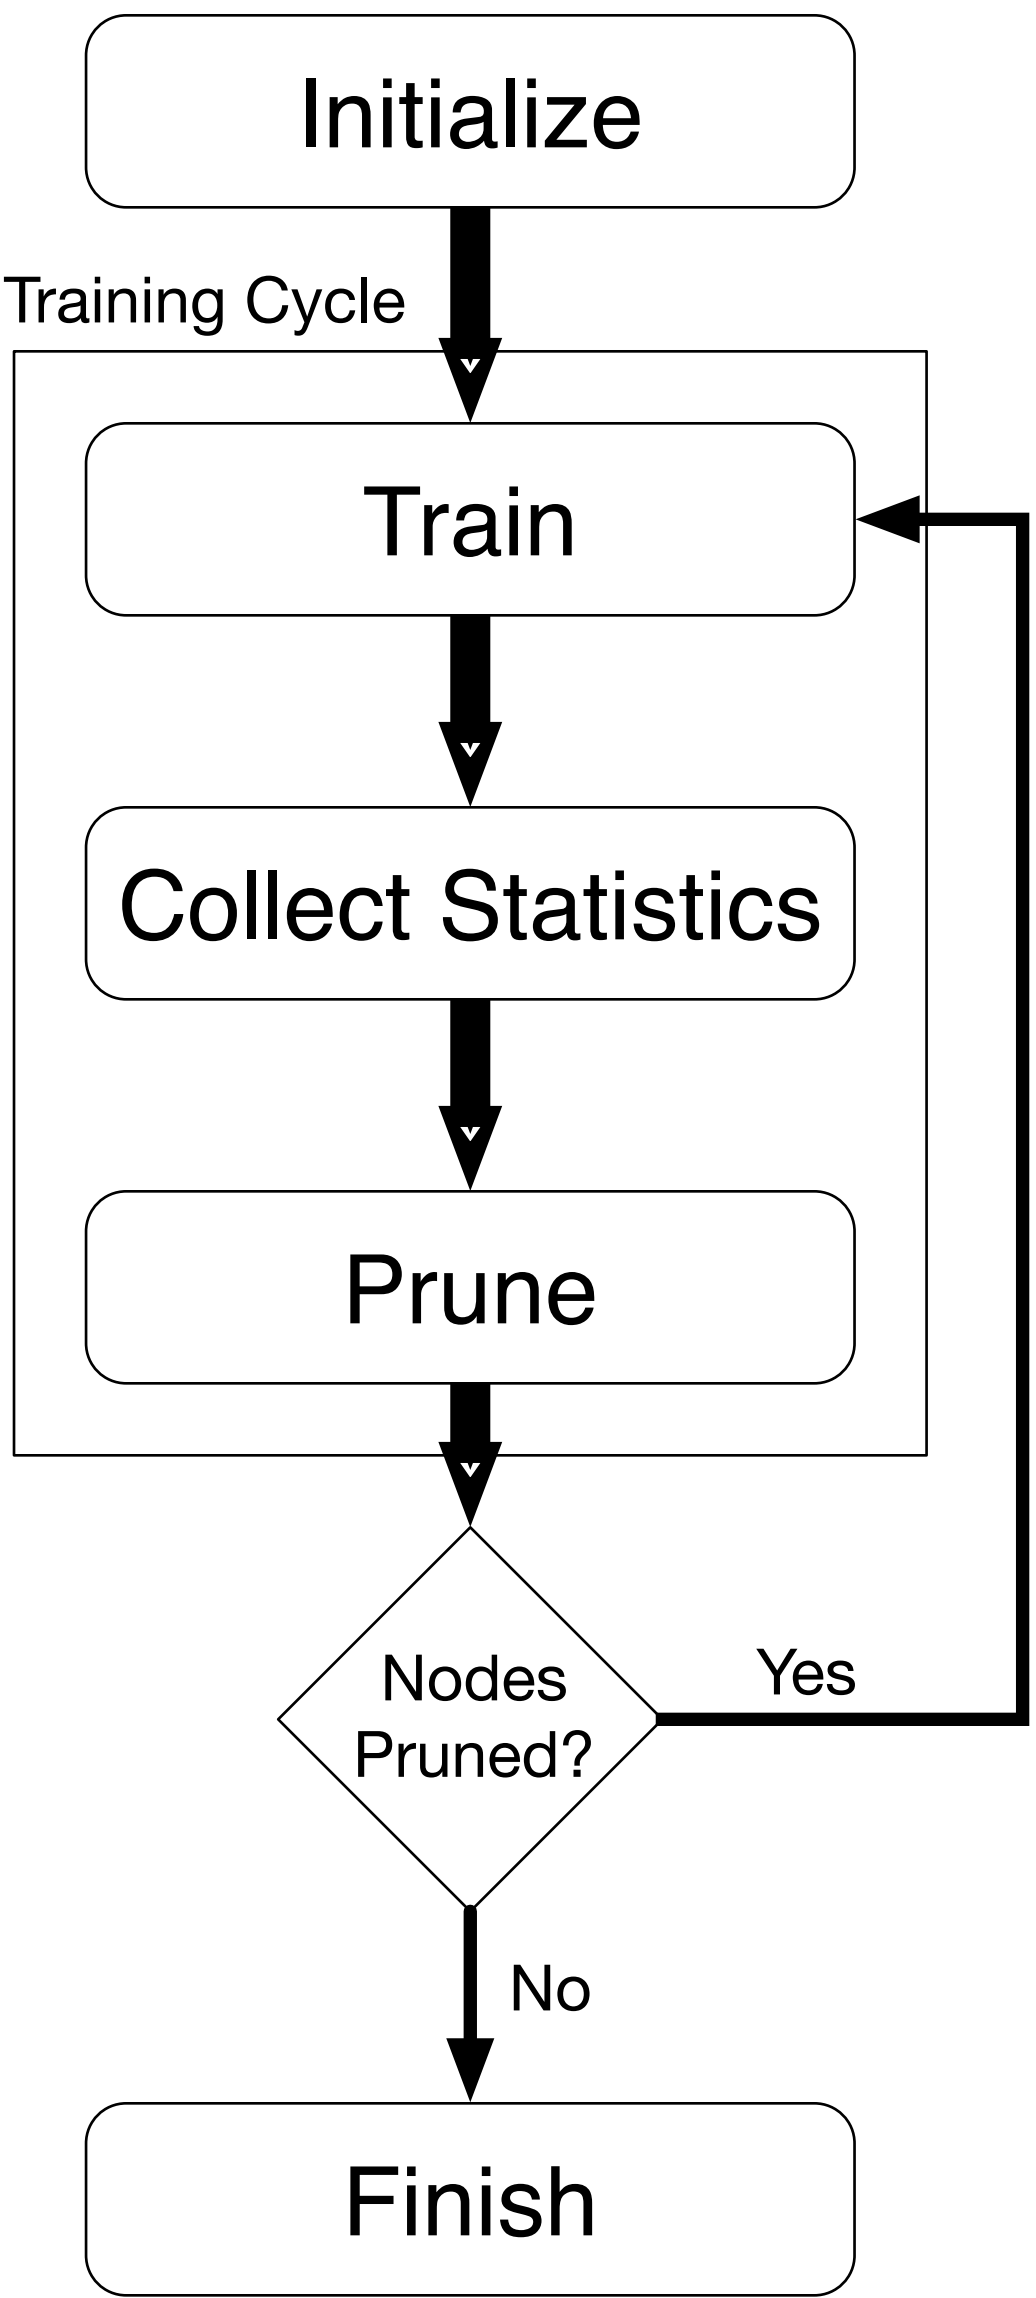 Initialize
Training Cycle
Train
Collect Statistics
Prune
Nodes
Pruned?
Yes
No
Finish